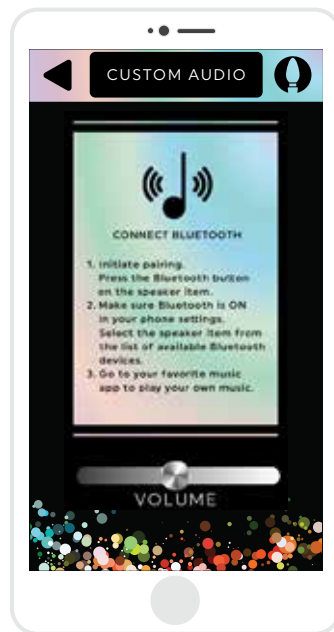 CUSTOM AUDIO
CONNECT BLUETOOTH
1. Initiate pairing.
Press the Bluetooth button
on the speaker item.
2. Make sure Bluetooth is ON
in your phone settings.
Select the speaker item from
the list of available Bluetooth
devices.
3. Go to your favorite music
app to play your own music.
VOLUME